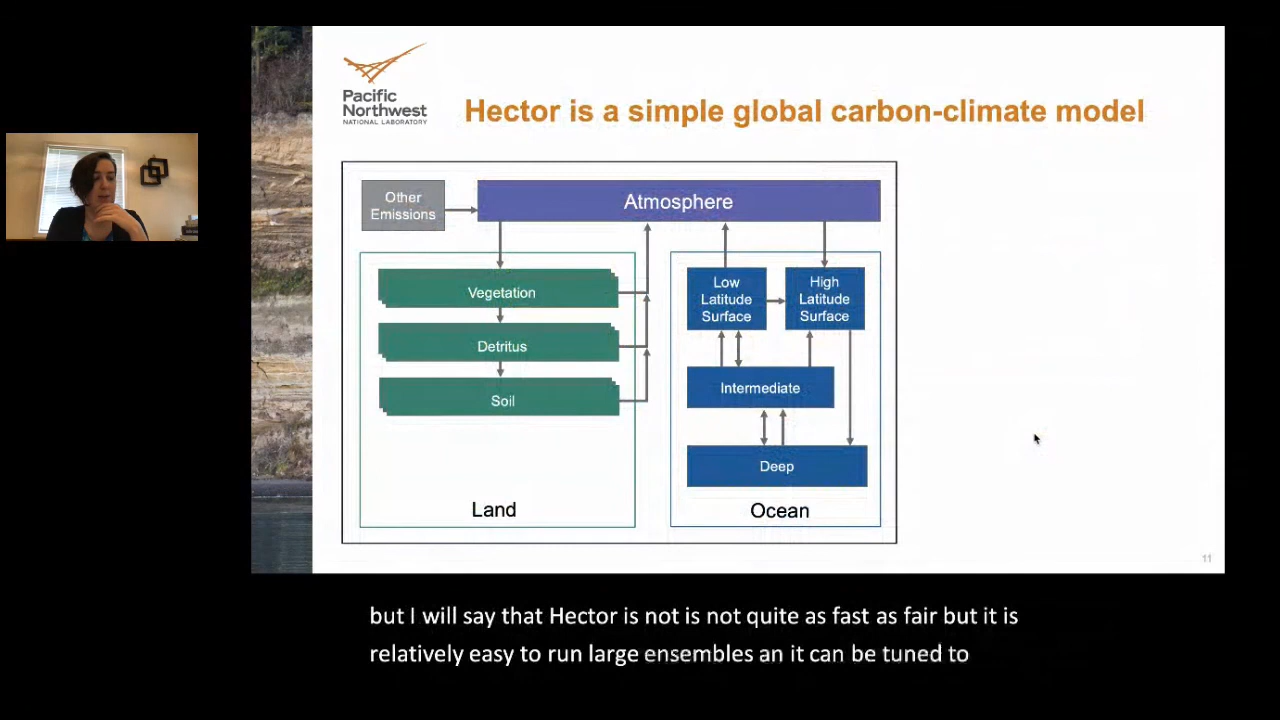 Pacific
Northwest
NATIONAL LABORATORY
Hector is a simple global carbon-climate model
Other
Emissions
Atmosphere
Vegetation
Detritus
Soil
Land
Low
Latitude
Surface
High
Latitude
Surface
Intermediate
Deep
Ocean
11
but I will say that Hector is not is not quite as fast as fair but it is
relatively easy to run large ensembles an it can be tuned to